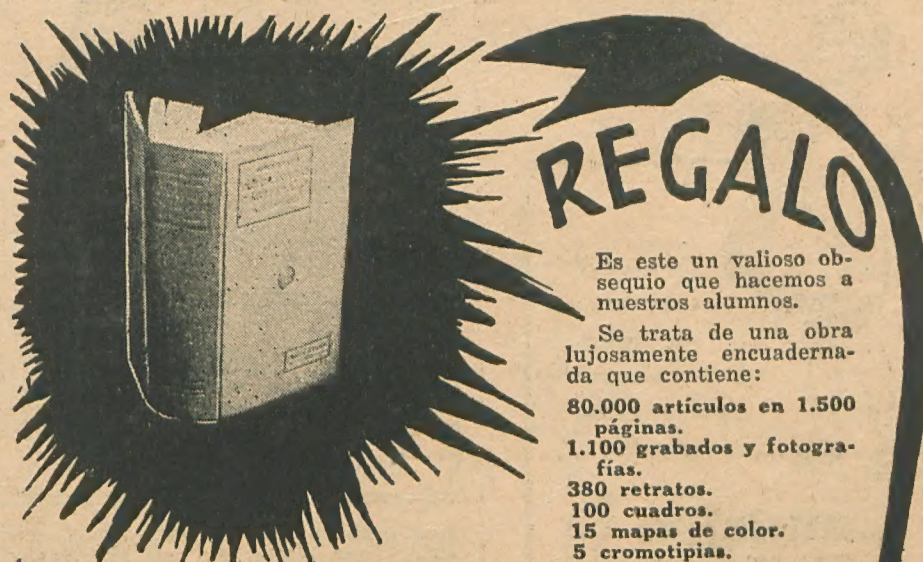 REGALO
Es este un valioso ob-
sequio que hacemos a
nuestros alumnos.
Se trata de una obra
lujosamente encuaderna-
da que contiene:
80.000 artículos en 1.500
páginas.
1.100 grabados y fotogra-
fías.
380 retratos.
100 cuadros.
15 mapas de color.
5 cromotipias.